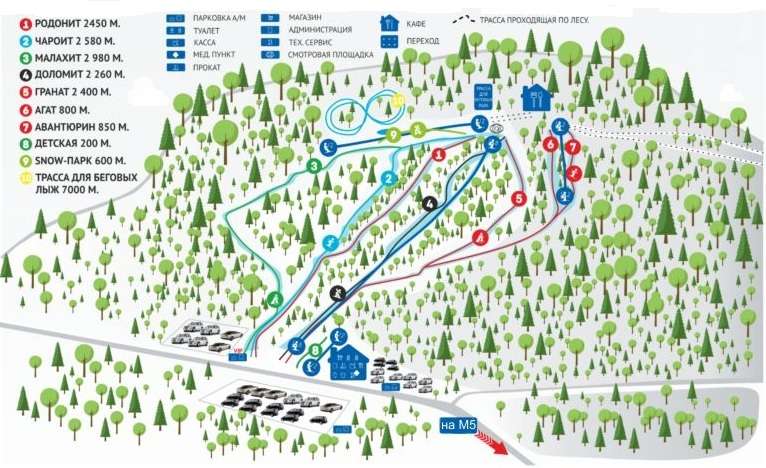 1 РОДОНИТ 2450 М.
2 ЧАРОИТ 2 580 М.
3 МАЛАХИТ 2 980 М.
4 ДОЛОМИТ 2 260 М.
5 ГРАНАТ 2 400 М.
6 АГАТ 800 М.
7 АВАНТЮРИН 850 М.
8 ДЕТСКАЯ 200 М.
9 SNOW-ПАРК 600 М.
10 ТРАССА ДЛЯ БЕГОВЫХ
ЛЫЖ 7000 М.
ПАРКОВКА А/М
ТУАЛЕТ
КАССА
МЕД. ПУНКТ
ПРОКАТ
МАГАЗИН
АДМИНИСТРАЦИЯ
ТЕХ. СЕРВИС
СМОТРОВАЯ ПЛОЩАДКА
КАФЕ
ПЕРЕХОД
ТРАССА ПРОХОДЯЩАЯ ПО ЛЕСУ.
ТРАССА
ДЛЯ
БЕГОВЫХ
ЛЫЖ
10
9
1
2
3
4
5
6
7
8
VIP
на М5